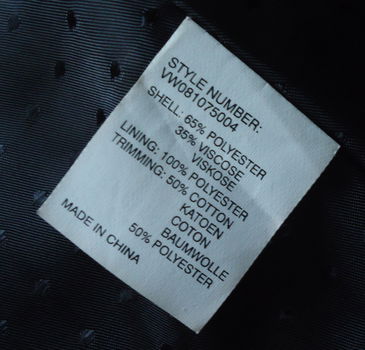 STYLE NUMBER:
VW081075004
SHELL: 65% POLYESTER
35% VISCOSE
VISKOSE
LINING: 100% POLYESTER
TRIMMING: 50% COTTON
KATOEN
COTON
BAUMWOLLE
50% POLYESTER
MADE IN CHINA